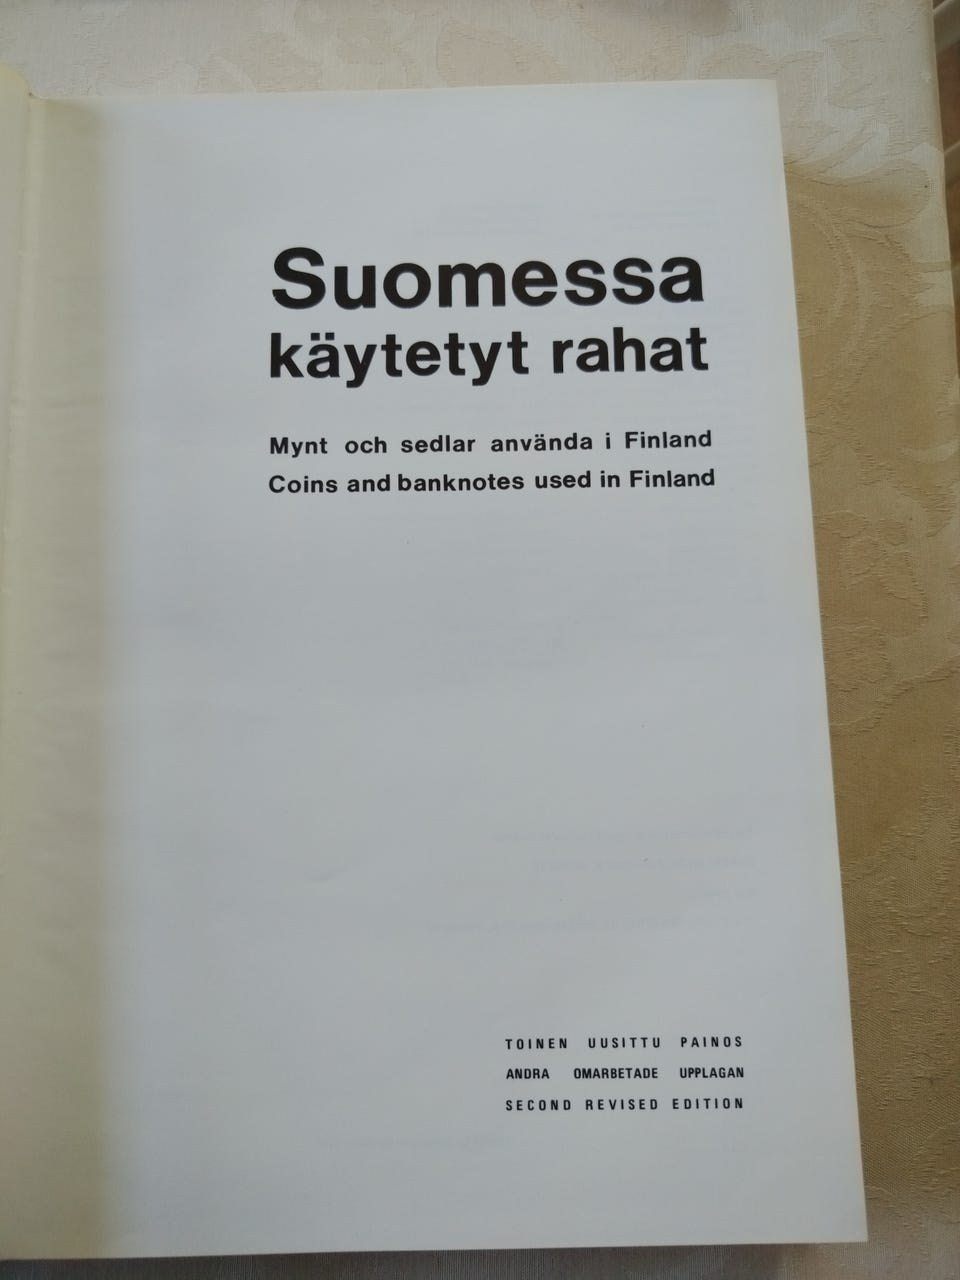 Suomessa
käytetyt rahat
Mynt och sedlar använda i Finland
Coins and banknotes used in Finland
TOINEN UUSITTU PAINOS
ANDRA OMARBETADE UPPLAGAN
SECOND REVISED EDITION